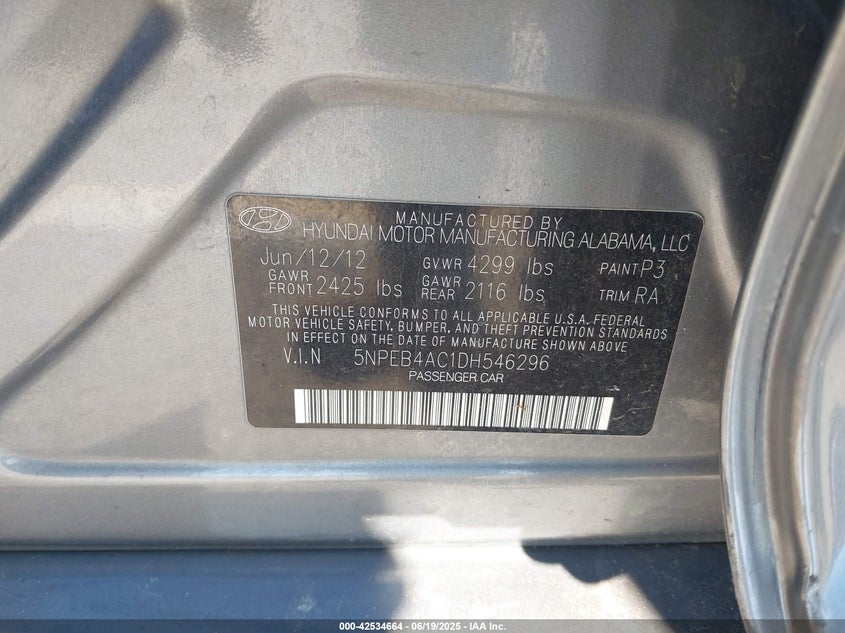 MANUFACTURED BY
HYUNDAI MOTOR MANUFACTURING ALABAMA, LLC
Jun/12/12 GVWR 4299 lbs PAINT P3
GAWR FRONT 2425 lbs GAWR REAR 2116 lbs TRIM RA
THIS VEHICLE CONFORMS TO ALL APPLICABLE U.S.A. FEDERAL
MOTOR VEHICLE SAFETY, BUMPER, AND THEFT PREVENTION STANDARDS
IN EFFECT ON THE DATE OF MANUFACTURE SHOWN ABOVE
V.I.N 5NPEB4AC1DH546296
PASSENGER CAR
000-42534664 - 06/19/2025 - IAA Inc.